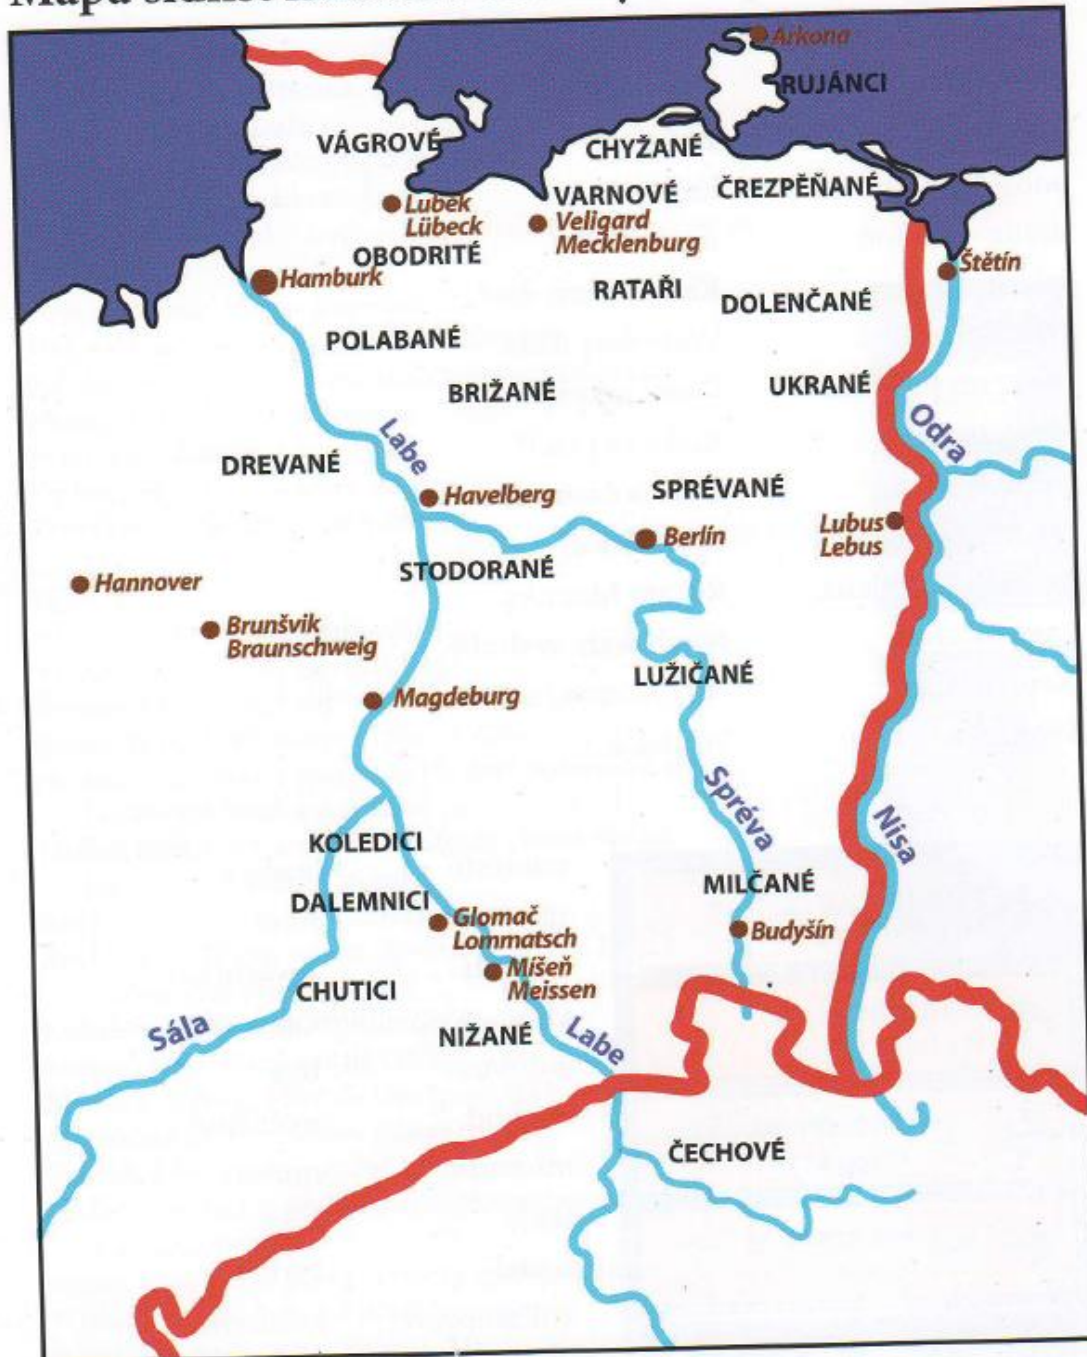 Arkona
RUJÁNCI
VÁGROVÉ
CHYŽANÉ
VARNOVÉ
ČREZPĚŇANÉ
Lubek
Lübeck
Veligard
Mecklenburg
OBODRITÉ
Štětín
Hamburk
RATAŘI
DOLENČANÉ
POLABANÉ
BRIŽANÉ
UKRANÉ
Odra
Labe
DREVANÉ
Havelberg
SPRÉVANÉ
Lubus
Lebus
Berlín
STODORANÉ
Hannover
Brunšvik
Braunschweig
LUŽIČANÉ
Magdeburg
Spréva
Nisa
KOLEDICI
MILČANÉ
DALEMNICI
Glomač
Lommatsch
Budyšín
Míšeň
Meissen
CHUTICI
Sála
NIŽANÉ
Labe
ČECHOVÉ